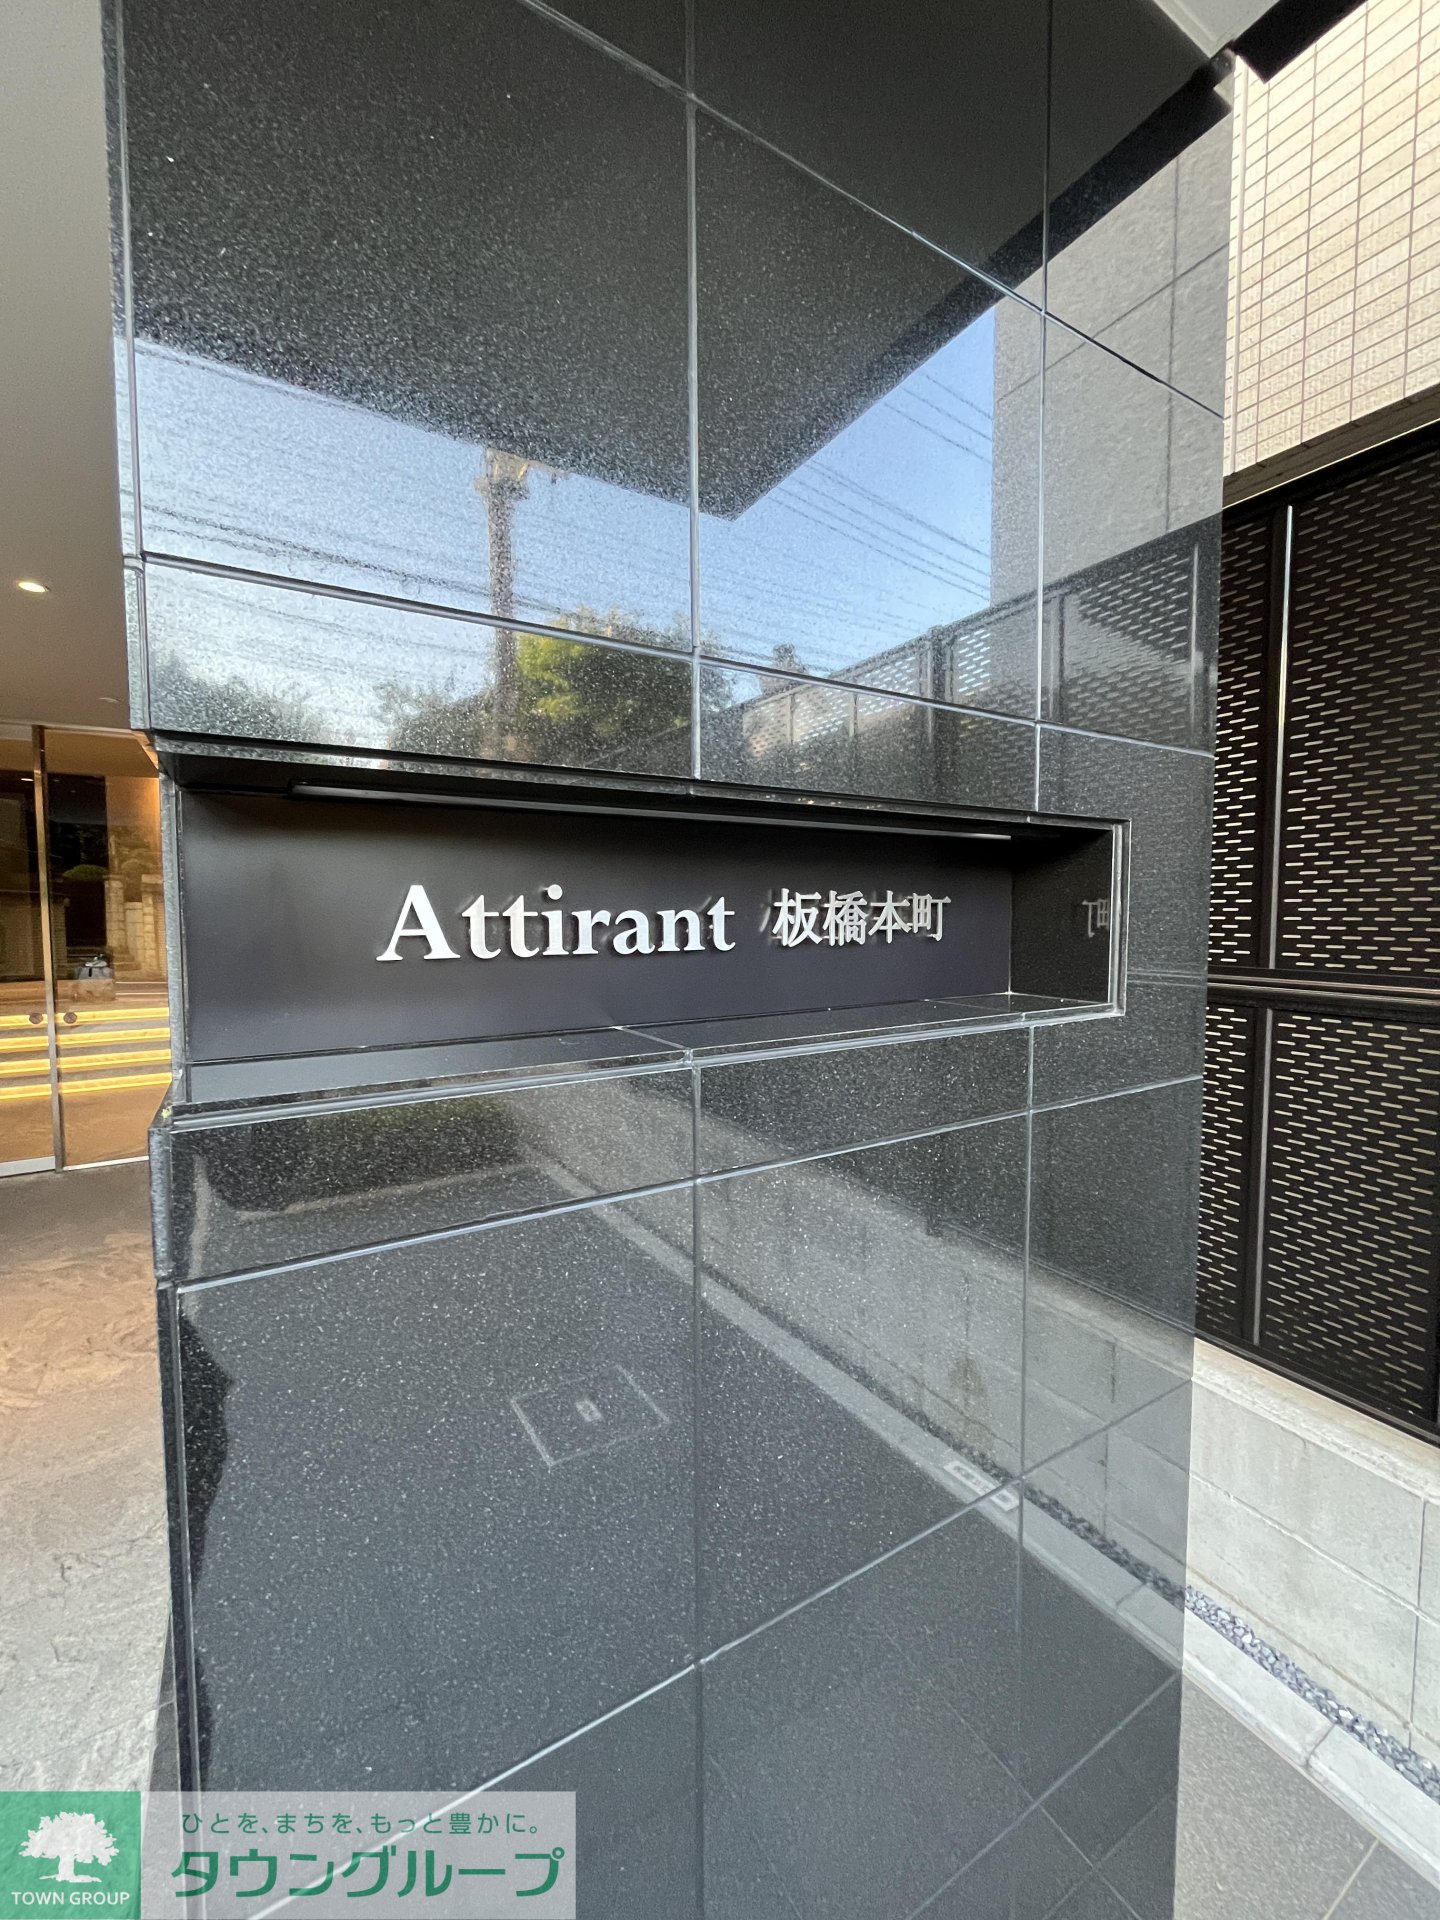 Attirant 板橋本町
ひとを、まちを、もっと豊かに。
タウングループ
TOWN GROUP